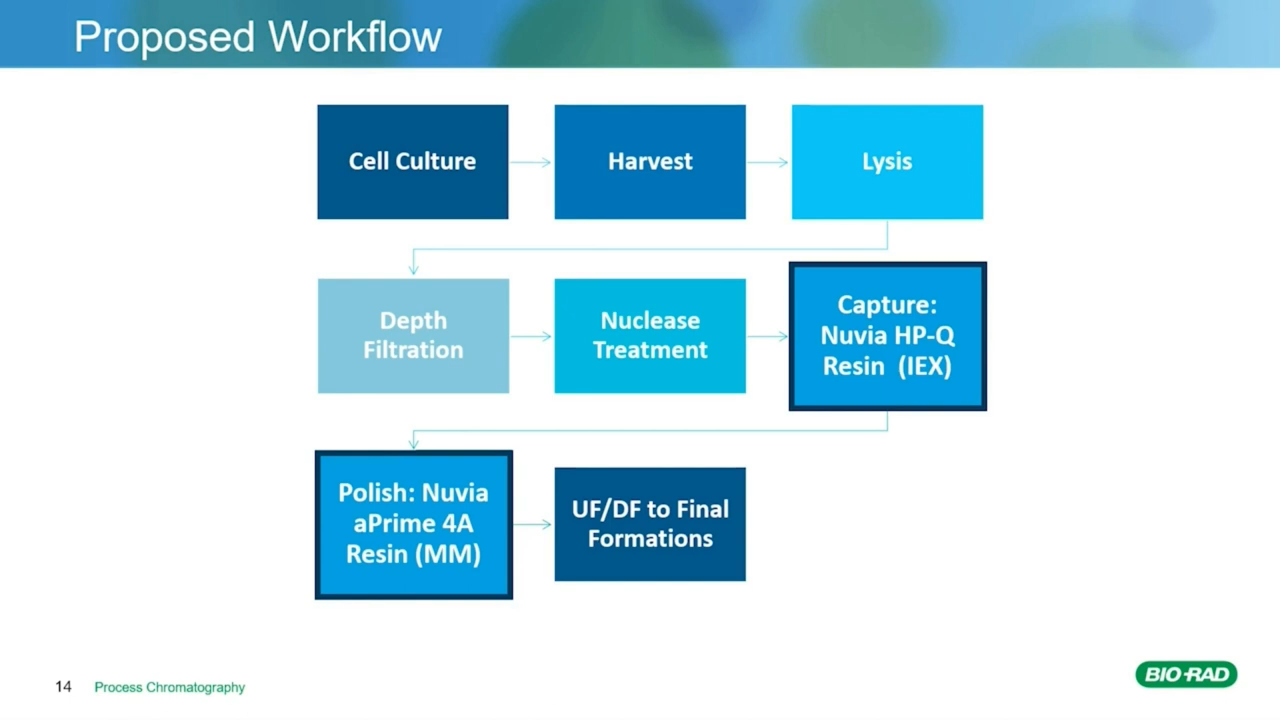 Proposed Workflow
Cell Culture
Harvest
Lysis
Depth
Filtration
Nuclease
Treatment
Capture:
Nuvia HP-Q
Resin (IEX)
Polish: Nuvia
aPrime 4A
Resin (MM)
UF/DF to Final
Formations
14 Process Chromatography
BIO-RAD